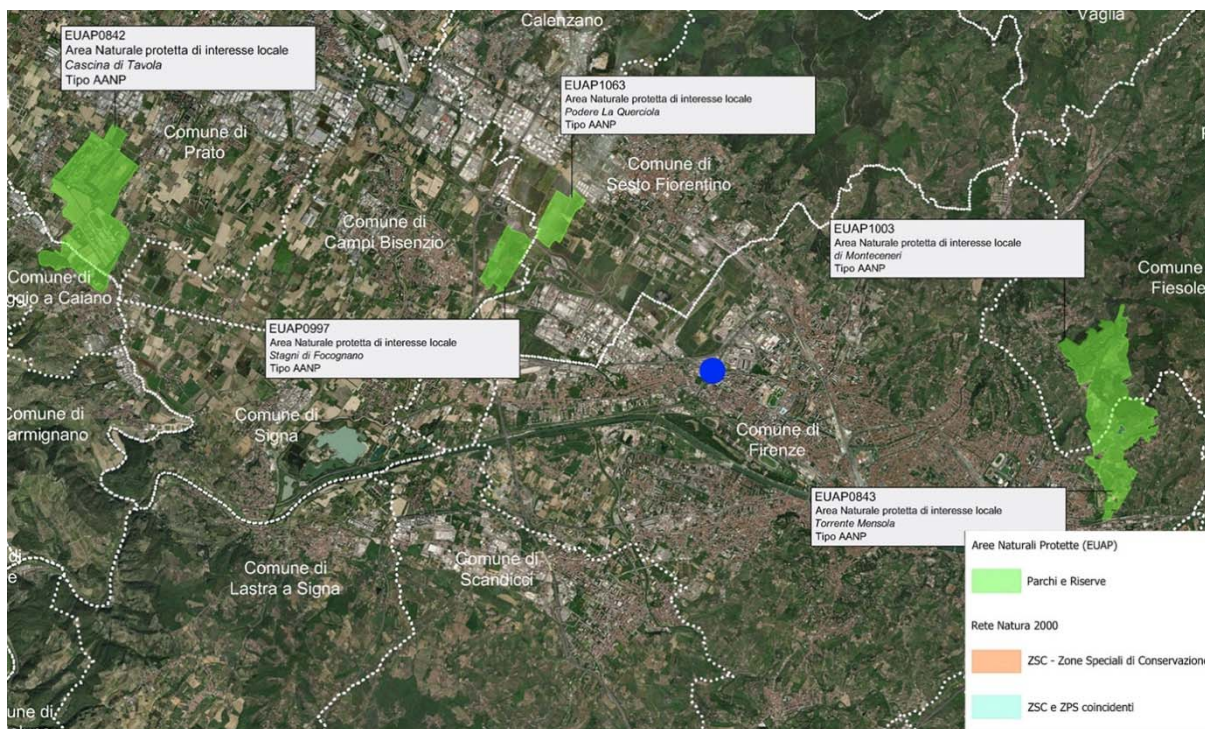 EUAP0842
Area Naturale protetta di interesse locale
Cascina di Tavola
Tipo AANP
Calenzano
Vaglia
EUAP1063
Area Naturale protetta di interesse locale
Podere La Querciola
Tipo AANP
Comune di
Prato
Comune di
Sesto Fiorentino
Comune di
Campi Bisenzio
EUAP1003
Area Naturale protetta di interesse locale
di Monteceneri
Tipo AANP
Comune di
ggio a Caiano
Comune
Fiesole
EUAP0997
Area Naturale protetta di interesse locale
Stagni di Focognano
Tipo AANP
Comune di
armignano
Comune di
Signa
Comune di
Firenze
EUAP0843
Area Naturale protetta di interesse locale
Torrente Mensola
Tipo AANP
Comune di
Lastra a Signa
Comune di
Scandicci
une di
Aree Naturali Protette (EUAP)
Parchi e Riserve
Rete Natura 2000
ZSC - Zone Speciali di Conservazione
ZSC e ZPS coincidenti